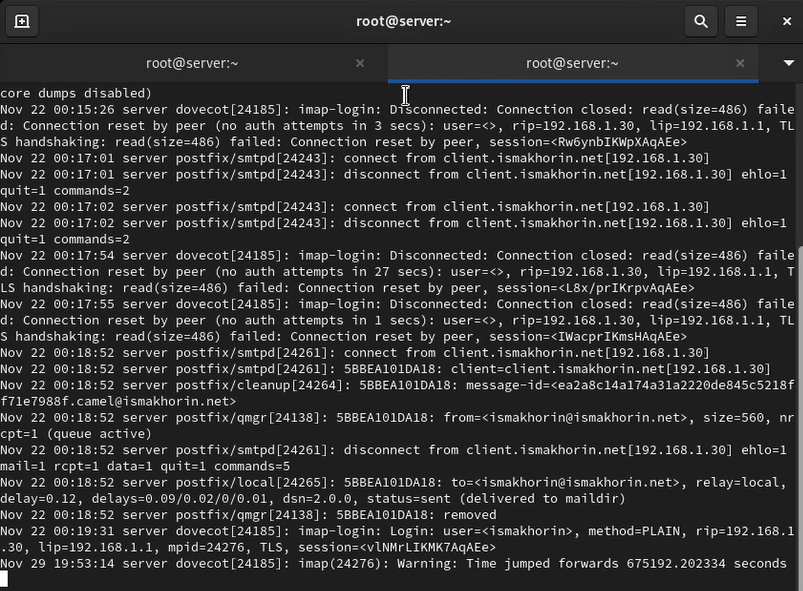 root@server:~
root@server:~
root@server:~
core dumps disabled)
Nov 22 00:15:26 server dovecot[24185]: imap-login: Disconnected: Connection closed: read(size=486) faile
d: Connection reset by peer (no auth attempts in 3 secs): user=<>, rip=192.168.1.30, lip=192.168.1.1, TL
S handshaking: read(size=486) failed: Connection reset by peer, session=<Rw6ynbIKWpXAqAEe>
Nov 22 00:17:01 server postfix/smtpd[24243]: connect from client.ismakhorin.net[192.168.1.30]
Nov 22 00:17:01 server postfix/smtpd[24243]: disconnect from client.ismakhorin.net[192.168.1.30] ehlo=1
quit=1 commands=2
Nov 22 00:17:02 server postfix/smtpd[24243]: connect from client.ismakhorin.net[192.168.1.30]
Nov 22 00:17:02 server postfix/smtpd[24243]: disconnect from client.ismakhorin.net[192.168.1.30] ehlo=1
quit=1 commands=2
Nov 22 00:17:54 server dovecot[24185]: imap-login: Disconnected: Connection closed: read(size=486) faile
d: Connection reset by peer (no auth attempts in 27 secs): user=<>, rip=192.168.1.30, lip=192.168.1.1, T
LS handshaking: read(size=486) failed: Connection reset by peer, session=<L8x/prIKrpvAqAEe>
Nov 22 00:17:55 server dovecot[24185]: imap-login: Disconnected: Connection closed: read(size=486) faile
d: Connection reset by peer (no auth attempts in 1 secs): user=<>, rip=192.168.1.30, lip=192.168.1.1, TL
S handshaking: read(size=486) failed: Connection reset by peer, session=<IWacprIKmsHAqAEe>
Nov 22 00:18:52 server postfix/smtpd[24261]: connect from client.ismakhorin.net[192.168.1.30]
Nov 22 00:18:52 server postfix/smtpd[24261]: 5BBEA101DA18: client=client.ismakhorin.net[192.168.1.30]
Nov 22 00:18:52 server postfix/cleanup[24264]: 5BBEA101DA18: message-id=<ea2a8c14a174a31a2220de845c5218f
f71e7988f.camel@ismakhorin.net>
Nov 22 00:18:52 server postfix/qmgr[24138]: 5BBEA101DA18: from=<ismakhorin@ismakhorin.net>, size=560, nr
cpt=1 (queue active)
Nov 22 00:18:52 server postfix/smtpd[24261]: disconnect from client.ismakhorin.net[192.168.1.30] ehlo=1
mail=1 rcpt=1 data=1 quit=1 commands=5
Nov 22 00:18:52 server postfix/local[24265]: 5BBEA101DA18: to=<ismakhorin@ismakhorin.net>, relay=local,
delay=0.12, delays=0.09/0.02/0/0.01, dsn=2.0.0, status=sent (delivered to maildir)
Nov 22 00:18:52 server postfix/qmgr[24138]: 5BBEA101DA18: removed
Nov 22 00:19:31 server dovecot[24185]: imap-login: Login: user=<ismakhorin>, method=PLAIN, rip=192.168.1
.30, lip=192.168.1.1, mpid=24276, TLS, session=<vlNMrLIKMK7AqAEe>
Nov 29 19:53:14 server dovecot[24185]: imap(24276): Warning: Time jumped forwards 675192.202334 seconds